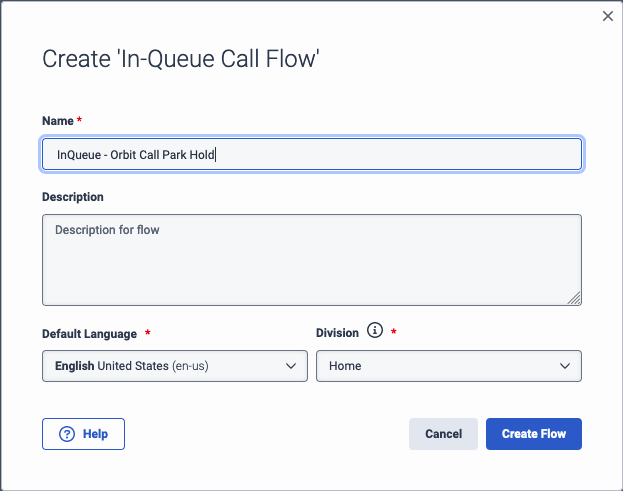 Create 'In-Queue Call Flow'
Name *
InQueue - Orbit Call Park Hold
Description
Description for flow
Default Language *
Division *
English United States (en-us)
Home
Help
Cancel
Create Flow